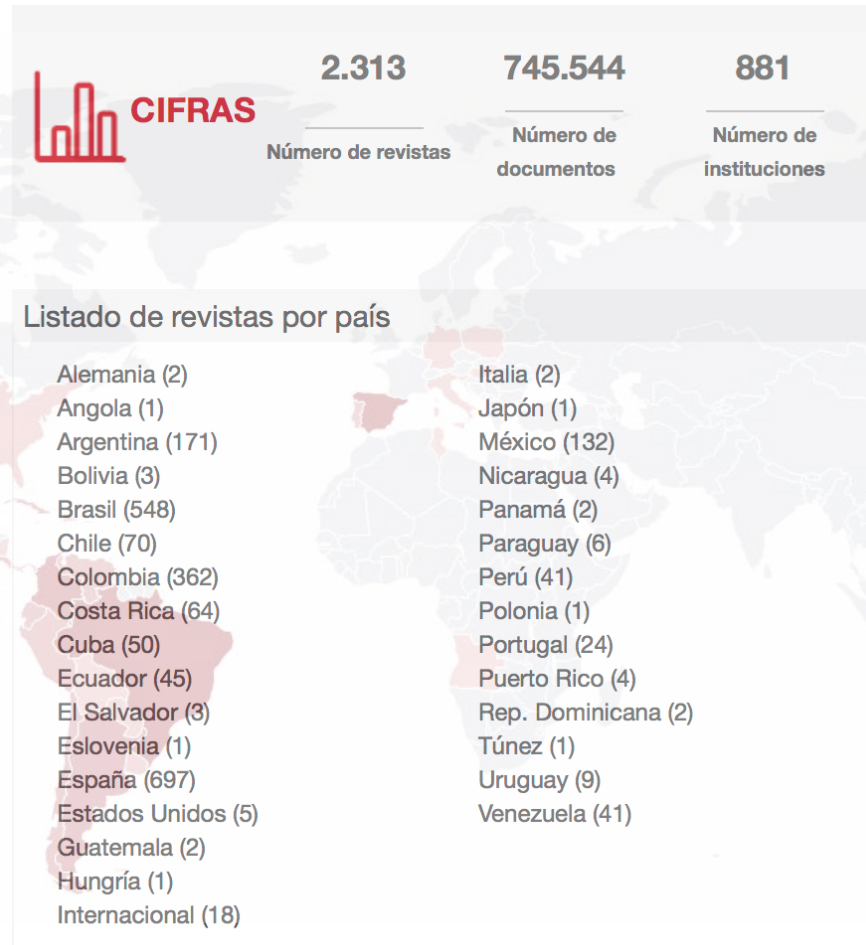 CIFRAS
2.313
Número de revistas
745.544
Número de
documentos
881
Número de
instituciones
Listado de revistas por país
Alemania (2)
Angola (1)
Argentina (171)
Bolivia (3)
Brasil (548)
Chile (70)
Colombia (362)
Costa Rica (64)
Cuba (50)
Ecuador (45)
El Salvador (3)
Eslovenia (1)
España (697)
Estados Unidos (5)
Guatemala (2)
Hungría (1)
Internacional (18)
Italia (2)
Japón (1)
México (132)
Nicaragua (4)
Panamá (2)
Paraguay (6)
Perú (41)
Polonia (1)
Portugal (24)
Puerto Rico (4)
Rep. Dominicana (2)
Túnez (1)
Uruguay (9)
Venezuela (41)